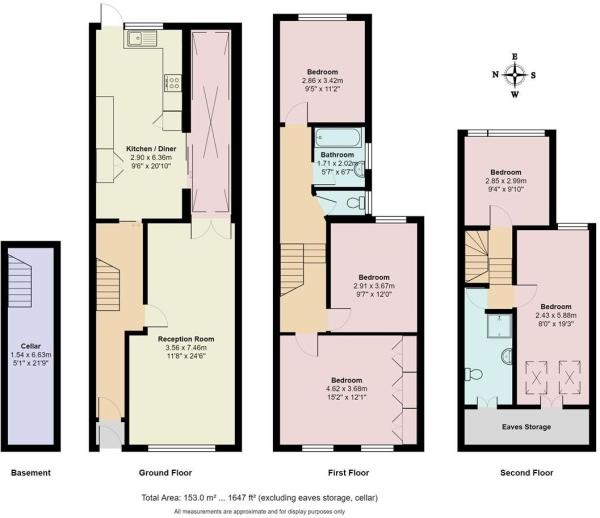 E
N
S
W
Bedroom
2.86 x 3.42m
9'5" x 11'2"
Kitchen / Diner
2.90 x 6.36m
9'6" x 20'10"
Bathroom
1.71 x 2.02m
5'7" x 6'7"
Bedroom
2.85 x 2.99m
9'4" x 9'10"
Bedroom
2.91 x 3.67m
9'7" x 12'0"
Bedroom
2.43 x 5.88m
8'0" x 19'3"
Cellar
1.54 x 6.63m
5'1" x 21'9"
Reception Room
3.56 x 7.46m
11'8" x 24'6"
Bedroom
4.62 x 3.68m
15'2" x 12'1"
Eaves Storage
Basement
Ground Floor
First Floor
Second Floor
Total Area: 153.0 m² ... 1647 ft² (excluding eaves storage, cellar)
All measurements are approximate and for display purposes only